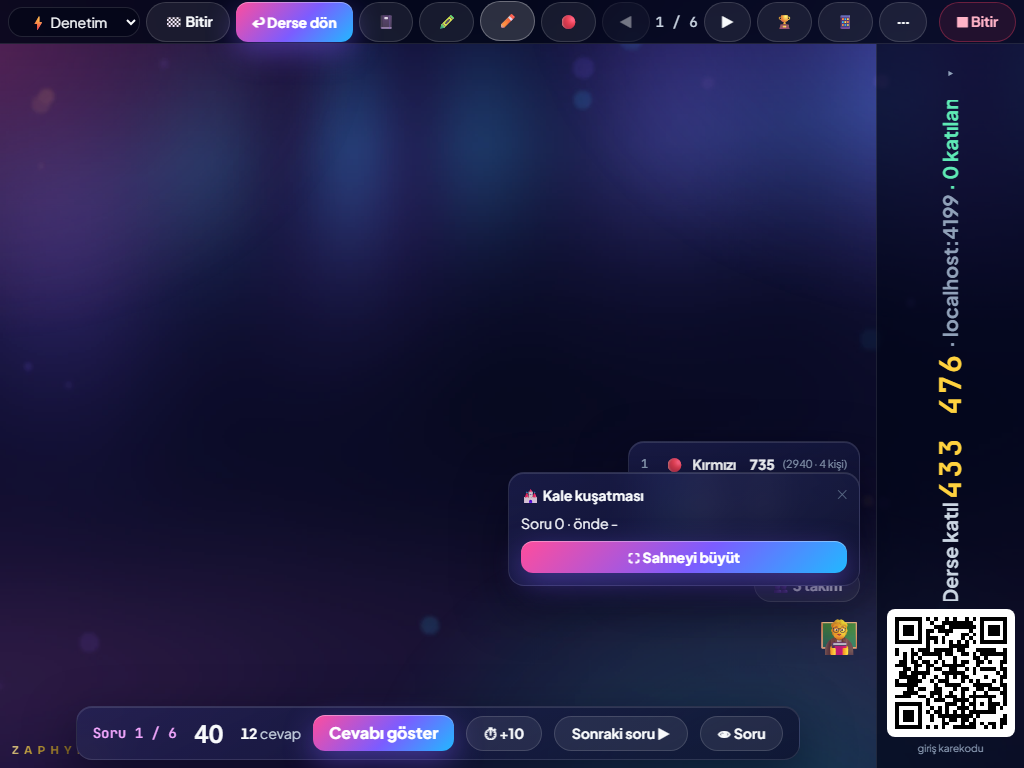 Denetim
Bitir
Derse dön
1 / 6
Bitir
Derse katıl 433 476 · localhost:4199 · 0 katılan
1 Kırmızı 735 (2940 · 4 kişi)
Kale kuşatması
Soru 0 · önde –
Sahneyi büyüt
3 takım
giriş karekodu
Soru 1 / 6 40 12 cevap Cevabı göster +10 Sonraki soru Soru